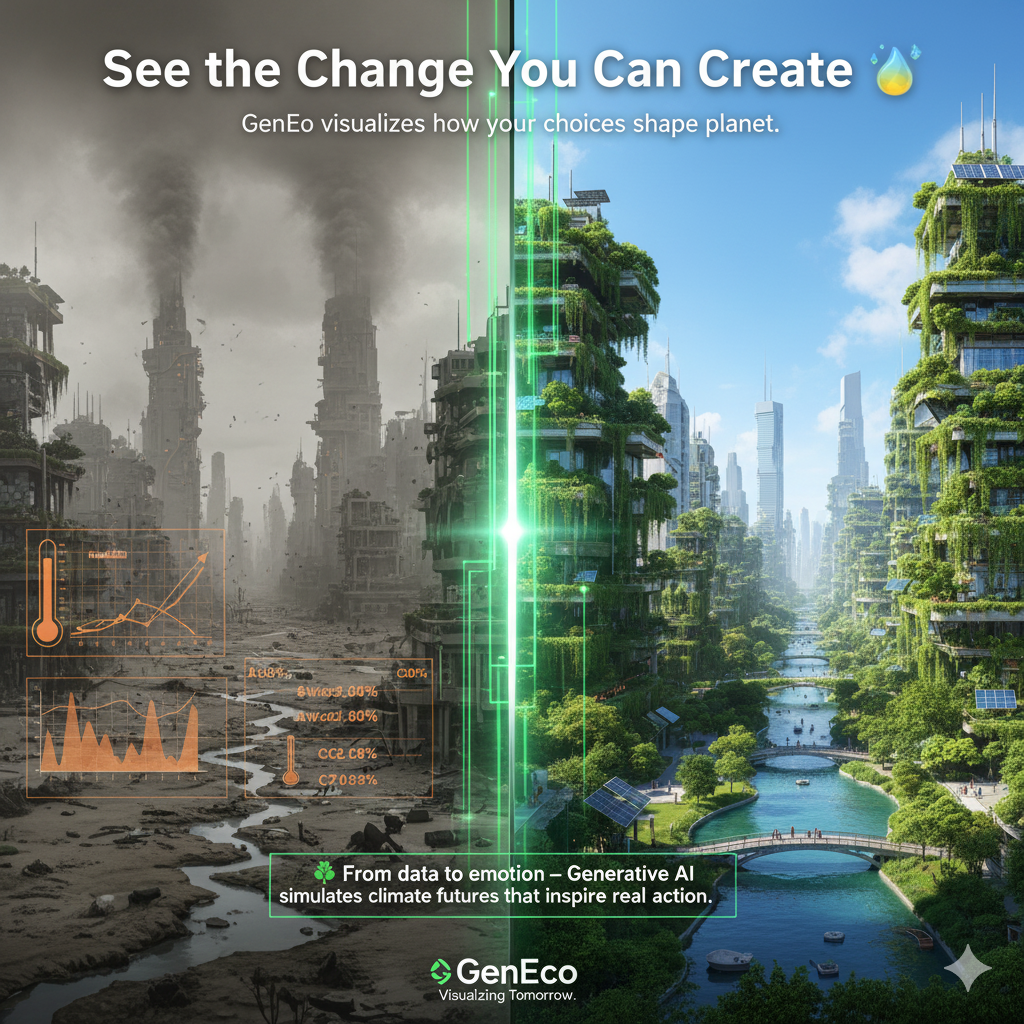 See the Change You Can Create
GenEo visualizes how your choices shape planet.
From data to emotion – Generative AI
simulates climate futures that inspire real action.
GenEco
Visualzing Tomorrow.